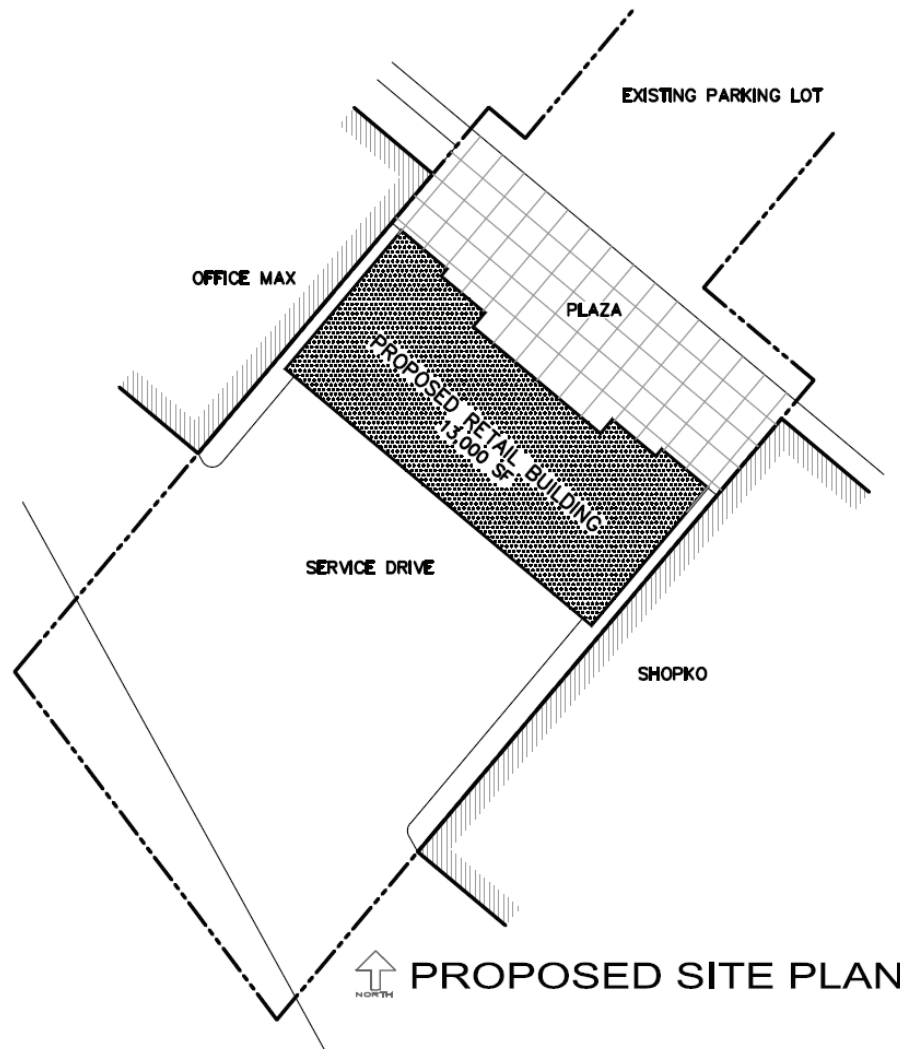 EXISTING PARKING LOT
OFFICE MAX
PLAZA
PROPOSED RETAIL BUILDING
13,000 SF
SERVICE DRIVE
SHOPKO
NORTH
PROPOSED SITE PLAN